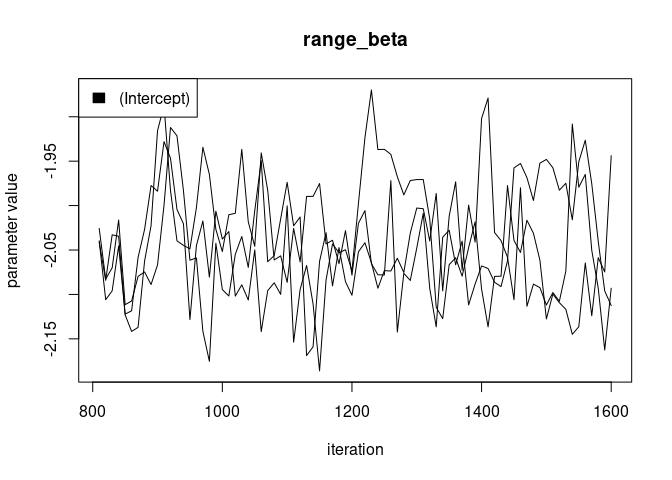 range_beta
(Intercept)
-1.95
-2.05
-2.15
parameter value
800 1000 1200 1400 1600
iteration